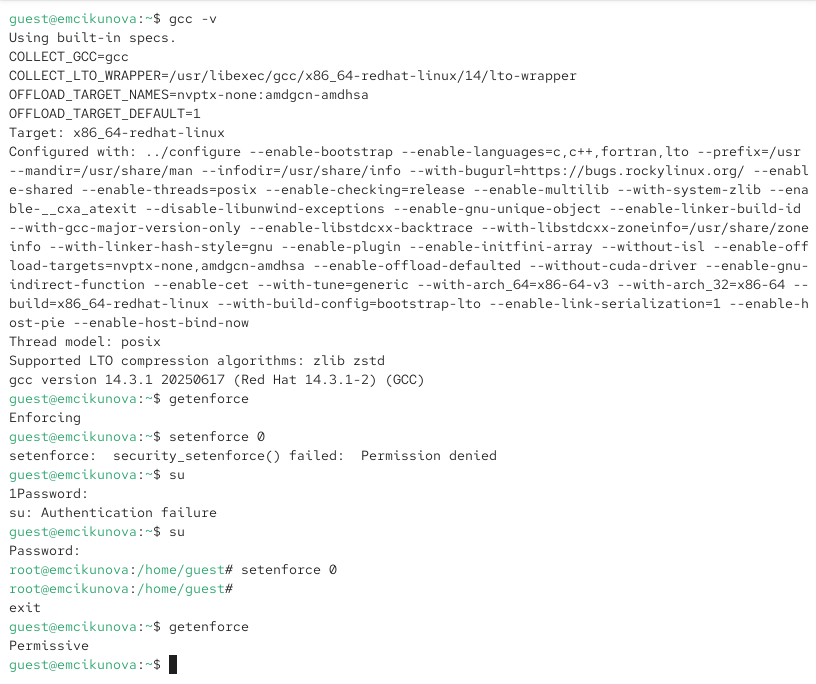 guest@emcikunova:~$ gcc -v
Using built-in specs.
COLLECT_GCC=gcc
COLLECT_LTO_WRAPPER=/usr/libexec/gcc/x86_64-redhat-linux/14/lto-wrapper
OFFLOAD_TARGET_NAMES=nvptx-none:amdgcn-amdhsa
OFFLOAD_TARGET_DEFAULT=1
Target: x86_64-redhat-linux
Configured with: ../configure --enable-bootstrap --enable-languages=c,c++,fortran,lto --prefix=/usr
--mandir=/usr/share/man --infodir=/usr/share/info --with-bugurl=https://bugs.rockylinux.org/ --enabl
e-shared --enable-threads=posix --enable-checking=release --enable-multilib --with-system-zlib --ena
ble-__cxa_atexit --disable-libunwind-exceptions --enable-gnu-unique-object --enable-linker-build-id
--with-gcc-major-version-only --enable-libstdcxx-backtrace --with-libstdcxx-zoneinfo=/usr/share/zone
info --with-linker-hash-style=gnu --enable-plugin --enable-initfini-array --without-isl --enable-off
load-targets=nvptx-none,amdgcn-amdhsa --enable-offload-defaulted --without-cuda-driver --enable-gnu-
indirect-function --enable-cet --with-tune=generic --with-arch_64=x86-64-v3 --with-arch_32=x86-64 --
build=x86_64-redhat-linux --with-build-config=bootstrap-lto --enable-link-serialization=1 --enable-h
ost-pie --enable-host-bind-now
Thread model: posix
Supported LTO compression algorithms: zlib zstd
gcc version 14.3.1 20250617 (Red Hat 14.3.1-2) (GCC)
guest@emcikunova:~$ getenforce
Enforcing
guest@emcikunova:~$ setenforce 0
setenforce:  security_setenforce() failed:  Permission denied
guest@emcikunova:~$ su
1Password:
su: Authentication failure
guest@emcikunova:~$ su
Password:
root@emcikunova:/home/guest# setenforce 0
root@emcikunova:/home/guest#
exit
guest@emcikunova:~$ getenforce
Permissive
guest@emcikunova:~$